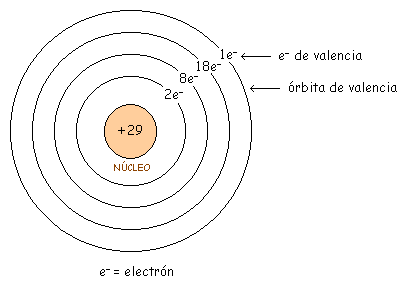 1e⁻
e⁻ de valencia
18e⁻
8e⁻
órbita de valencia
2e⁻
+29
NÚCLEO
e⁻ = electrón